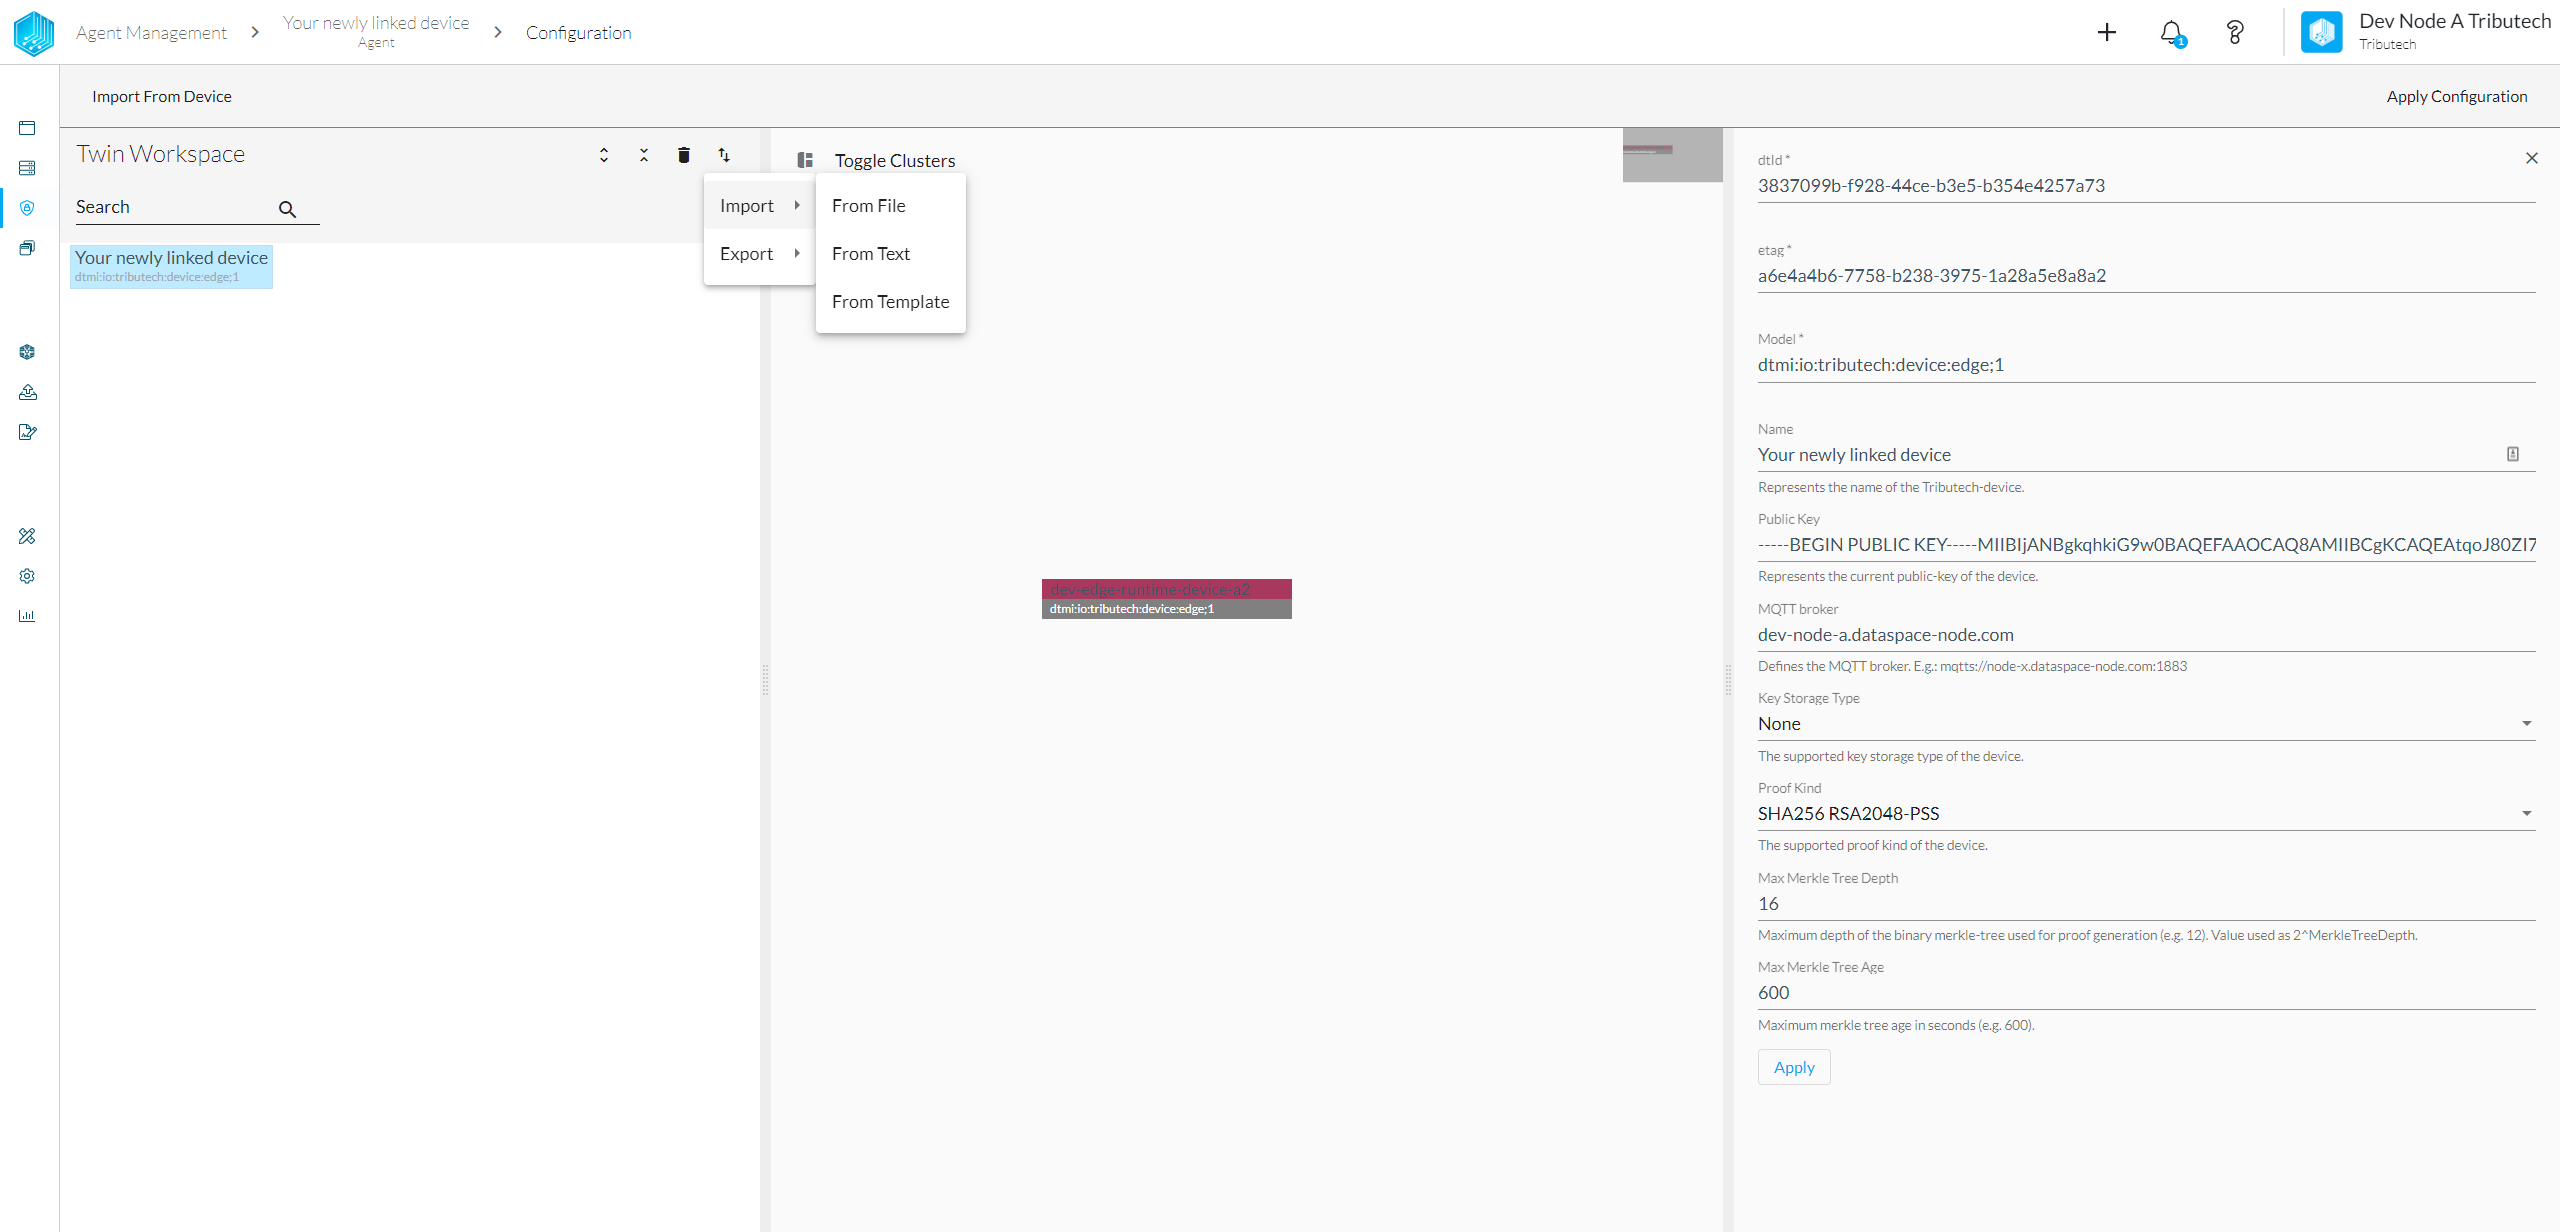 Agent Management
Your newly linked device
Agent
Configuration
1
Dev Node A Tributech
Tributech
Import From Device
Apply Configuration
Twin Workspace
Search
Your newly linked device
dtmi:io:tributech:device:edge;1
Import
Export
Toggle Clusters
From File
From Text
From Template
dev-edge-runtime-device-a2
dtmi:io:tributech:device:edge;1
dtId *
3837099b-f928-44ce-b3e5-b354e4257a73
etag *
a6e4a4b6-7758-b238-3975-1a28a5e8a8a2
Model *
dtmi:io:tributech:device:edge;1
Name
Your newly linked device
Represents the name of the Tributech-device.
Public Key
-----BEGIN PUBLIC KEY-----MIIBIjANBgkqhkiG9w0BAQEFAAOCAQ8AMIIBCgKCAQEAtqoJ80ZI7
Represents the current public-key of the device.
MQTT broker
dev-node-a.dataspace-node.com
Defines the MQTT broker. E.g.: mqtts://node-x.dataspace-node.com:1883
Key Storage Type
None
The supported key storage type of the device.
Proof Kind
SHA256 RSA2048-PSS
The supported proof kind of the device.
Max Merkle Tree Depth
16
Maximum depth of the binary merkle-tree used for proof generation (e.g. 12). Value used as 2^MerkleTreeDepth.
Max Merkle Tree Age
600
Maximum merkle tree age in seconds (e.g. 600).
Apply